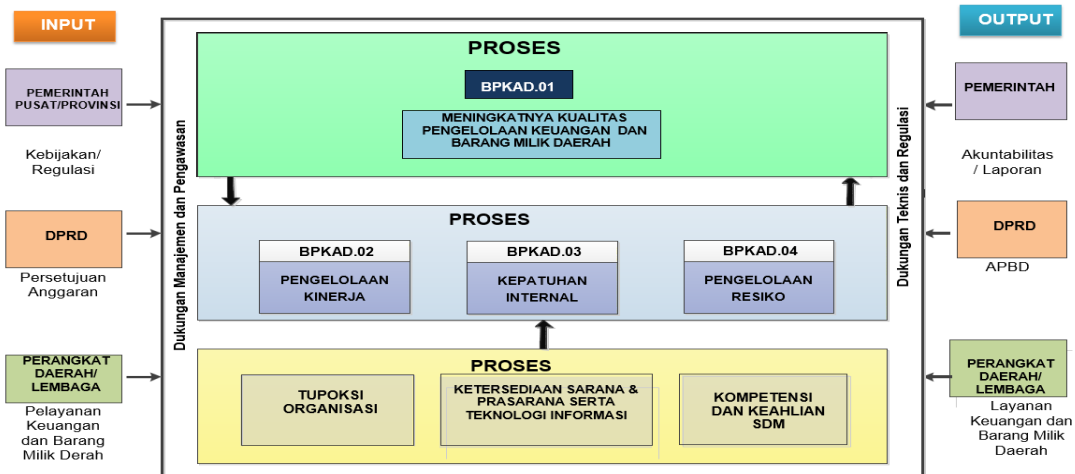 INPUT
PEMERINTAH
PUSAT/PROVINSI
Kebijakan/
Regulasi
DPRD
Persetujuan
Anggaran
PERANGKAT
DAERAH/
LEMBAGA
Pelayanan
Keuangan
dan Barang
Milik Derah
Dukungan Manajemen dan Pengawasan
PROSES
BPKAD.01
MENINGKATNYA KUALITAS
PENGELOLAAN KEUANGAN DAN
BARANG MILIK DAERAH
PROSES
BPKAD.02
PENGELOLAAN
KINERJA
BPKAD.03
KEPATUHAN
INTERNAL
BPKAD.04
PENGELOLAAN
RESIKO
PROSES
TUPOKSI
ORGANISASI
KETERSEDIAAN SARANA &
PRASARANA SERTA
TEKNOLOGI INFORMASI
KOMPETENSI
DAN KEAHLIAN
SDM
Dukungan Teknis dan Regulasi
OUTPUT
PEMERINTAH
Akuntabilitas
/ Laporan
DPRD
APBD
PERANGKAT
DAERAH/
LEMBAGA
Layanan
Keuangan dan
Barang Milik
Daerah